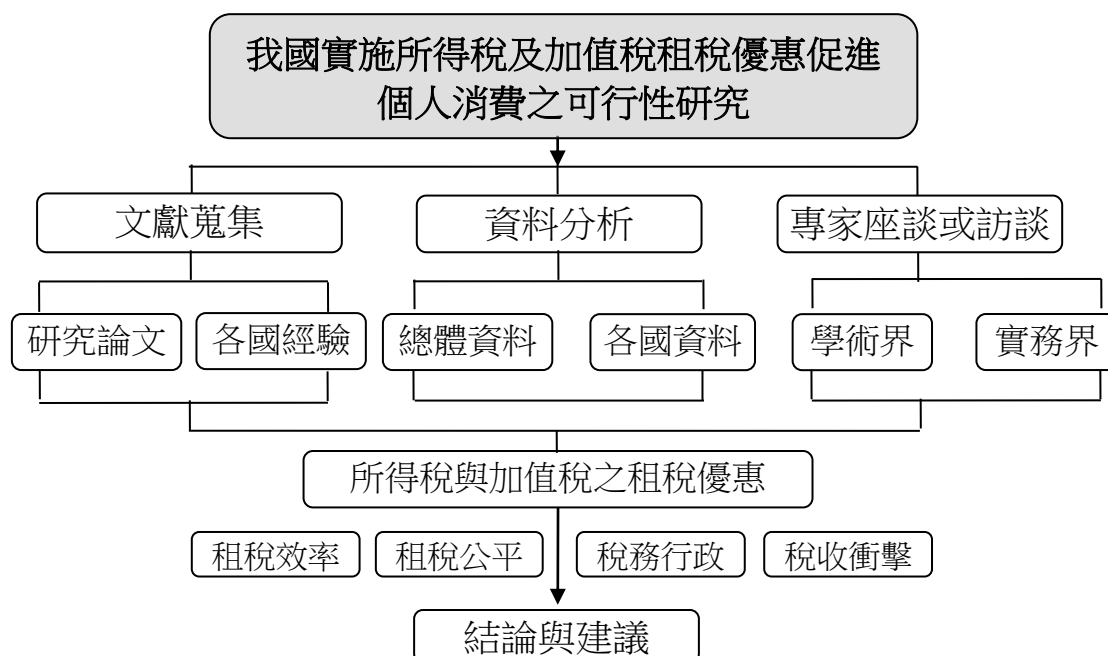 我國實施所得稅及加值稅租稅優惠促進
個人消費之可行性研究
文獻蒐集
資料分析
專家座談或訪談
研究論文
各國經驗
總體資料
各國資料
學術界
實務界
所得稅與加值稅之租稅優惠
租稅效率
租稅公平
稅務行政
稅收衝擊
結論與建議